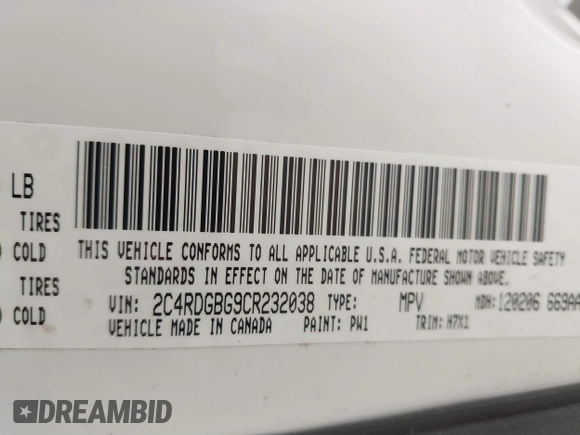 LB
TIRES
COLD
TIRES
COLD
THIS VEHICLE CONFORMS TO ALL APPLICABLE U.S.A. FEDERAL MOTOR VEHICLE SAFETY
STANDARDS IN EFFECT ON THE DATE OF MANUFACTURE SHOWN ABOVE.
VIN: 2C4RDGBG9CR232038 TYPE: MPV MDH: 120206 669AA
VEHICLE MADE IN CANADA PAINT: PW1 TRIM: H7X1
DREAMBID